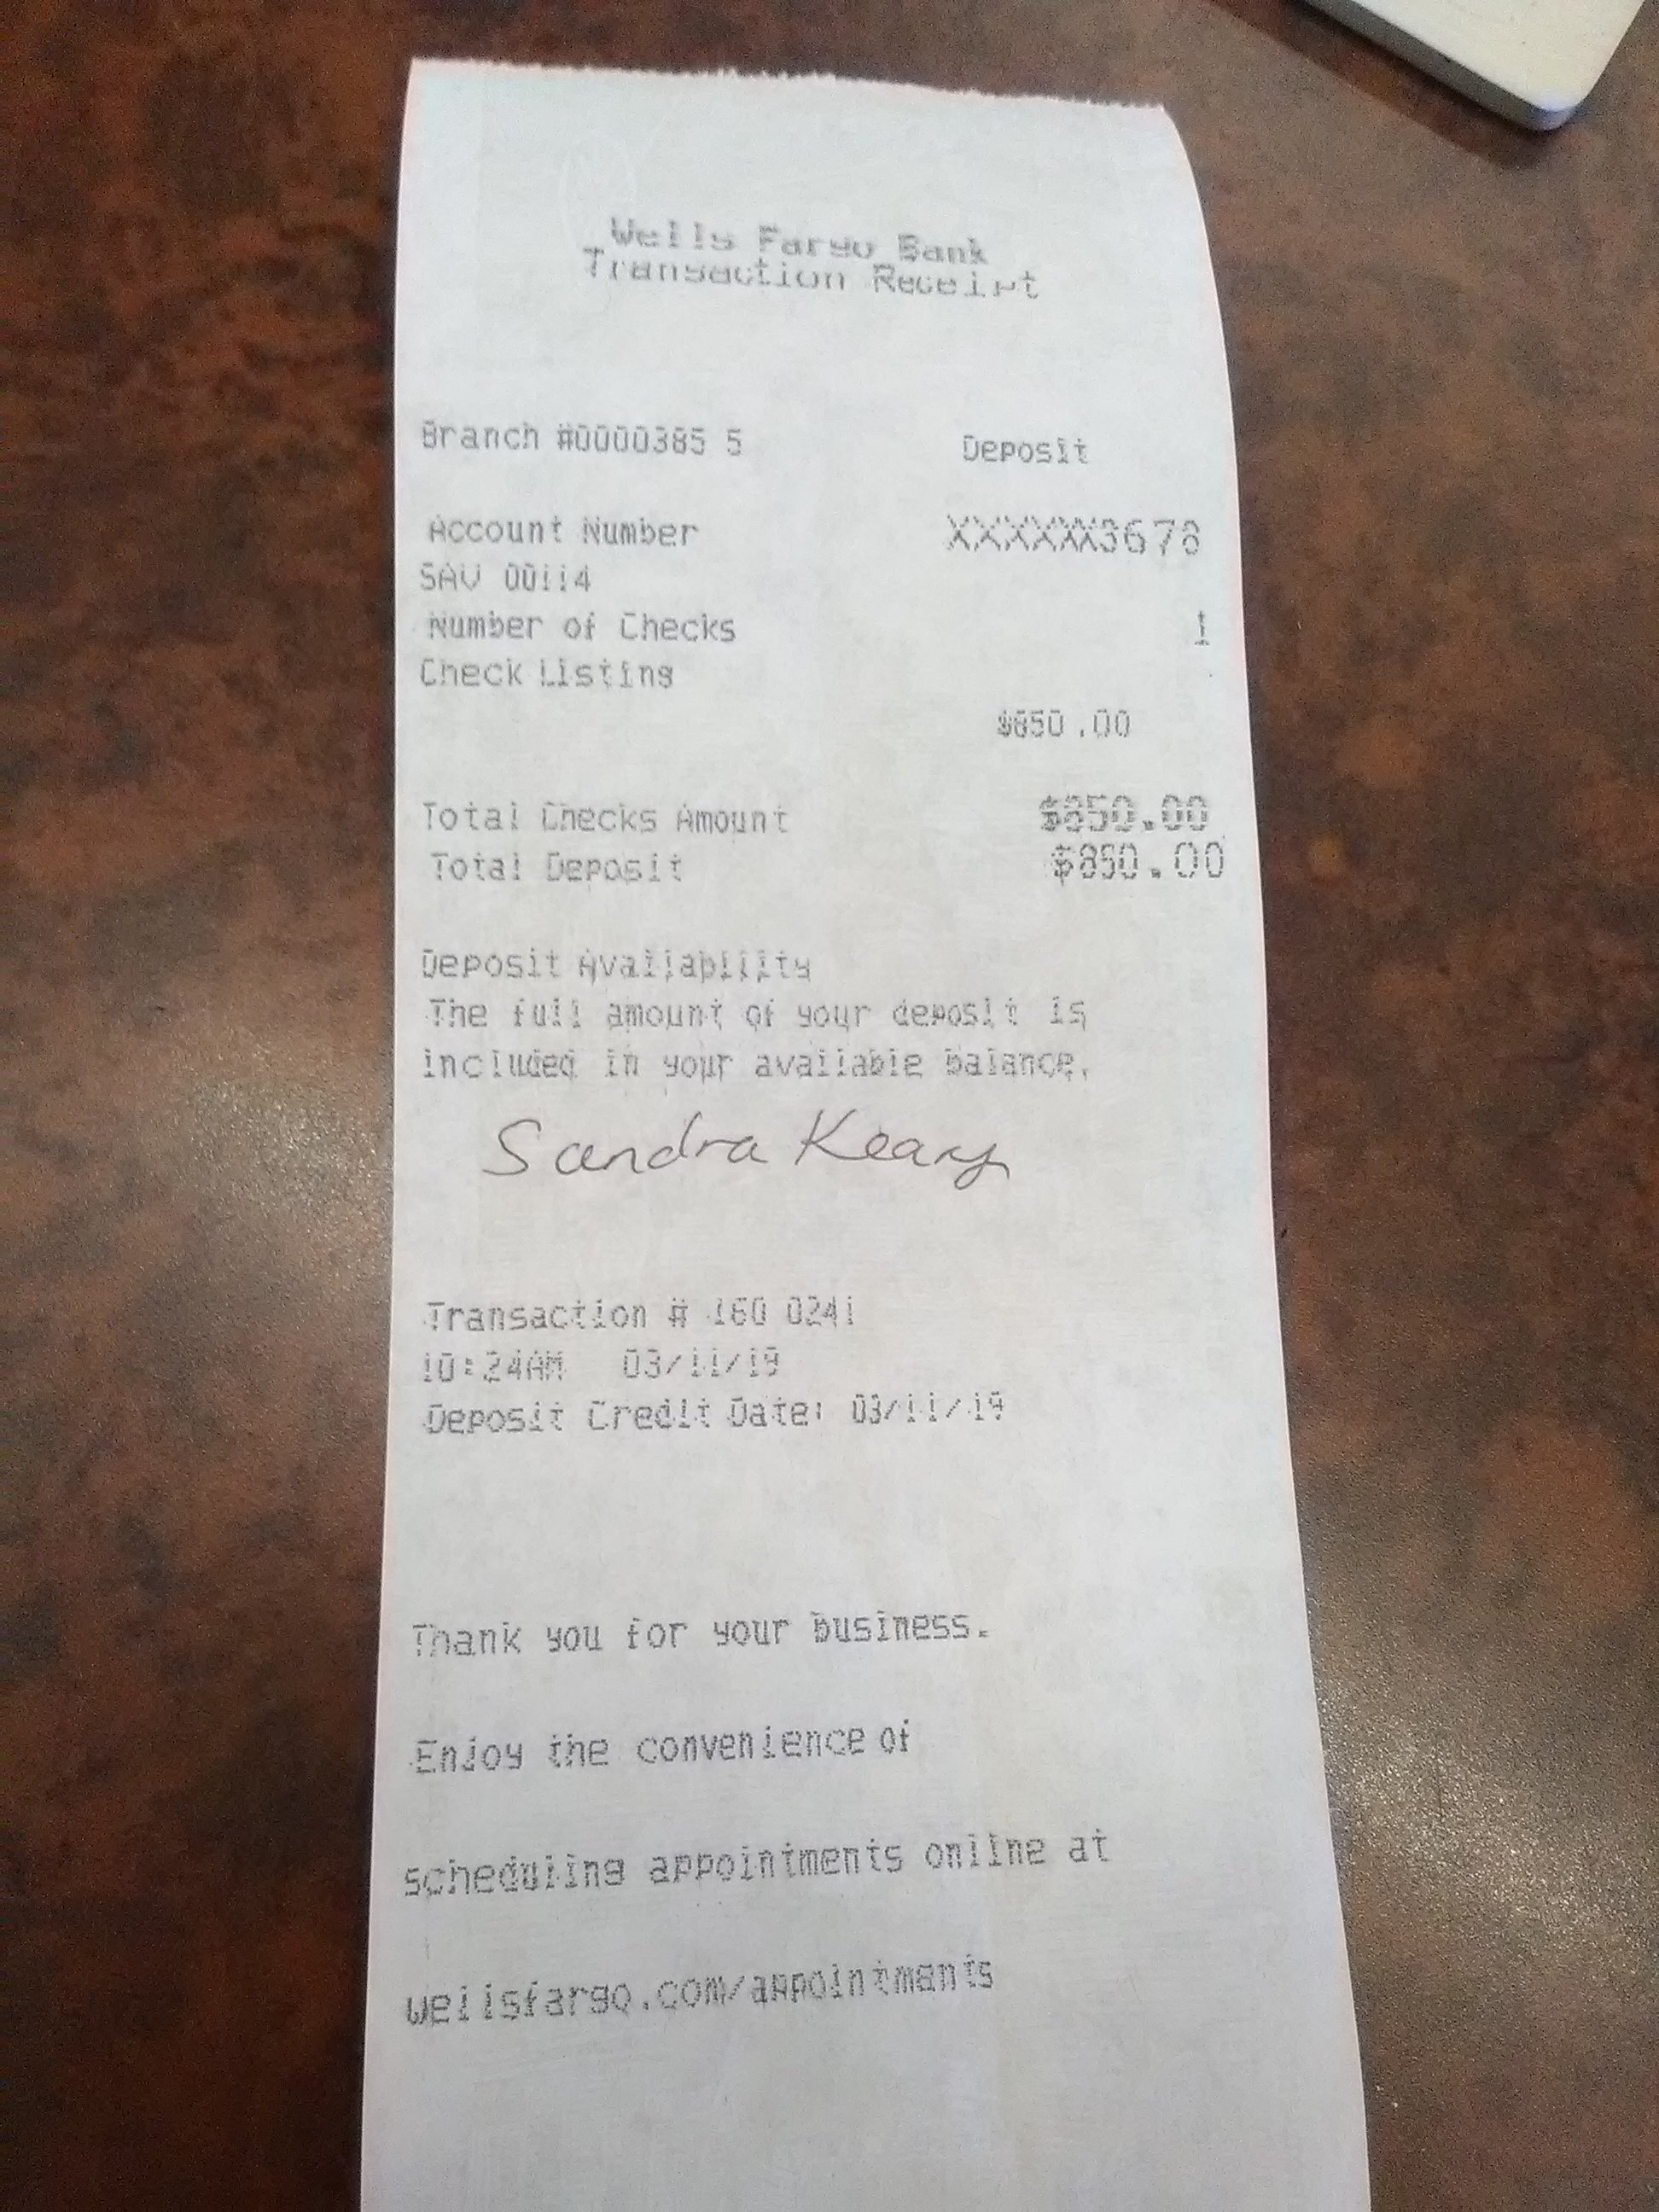 Wells Fargo Bank
Transaction Receipt
Branch #0000385 5 Deposit
Account Number XXXXXX3678
SAV 00114
Number of Checks 1
Check Listing
$850.00
Total Checks Amount $850.00
Total Deposit $850.00
Deposit Availability
The full amount of your deposit is
included in your available balance.
Sandra Keary
Transaction # 160 0241
10:24AM 03/11/19
Deposit Credit Date: 03/11/19
Thank you for your business.
Enjoy the convenience of
scheduling appointments online at
wellsfargo.com/appointments